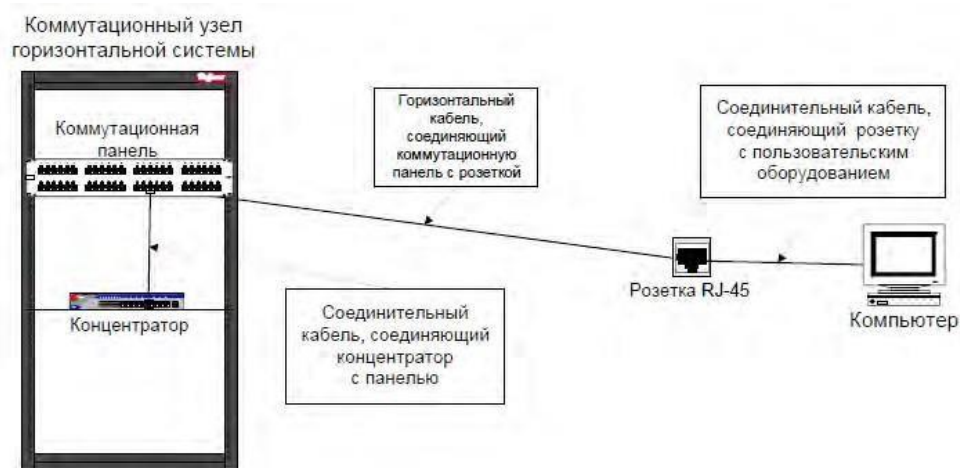 Коммутационный узел
горизонтальной системы
Коммутационная
панель
Концентратор
Горизонтальный
кабель,
соединяющий
коммутационную
панель с розеткой
Соединительный
кабель, соединяющий
концентратор
с панелью
Соединительный кабель,
соединяющий розетку
с пользовательским
оборудованием
Розетка RJ-45
Компьютер